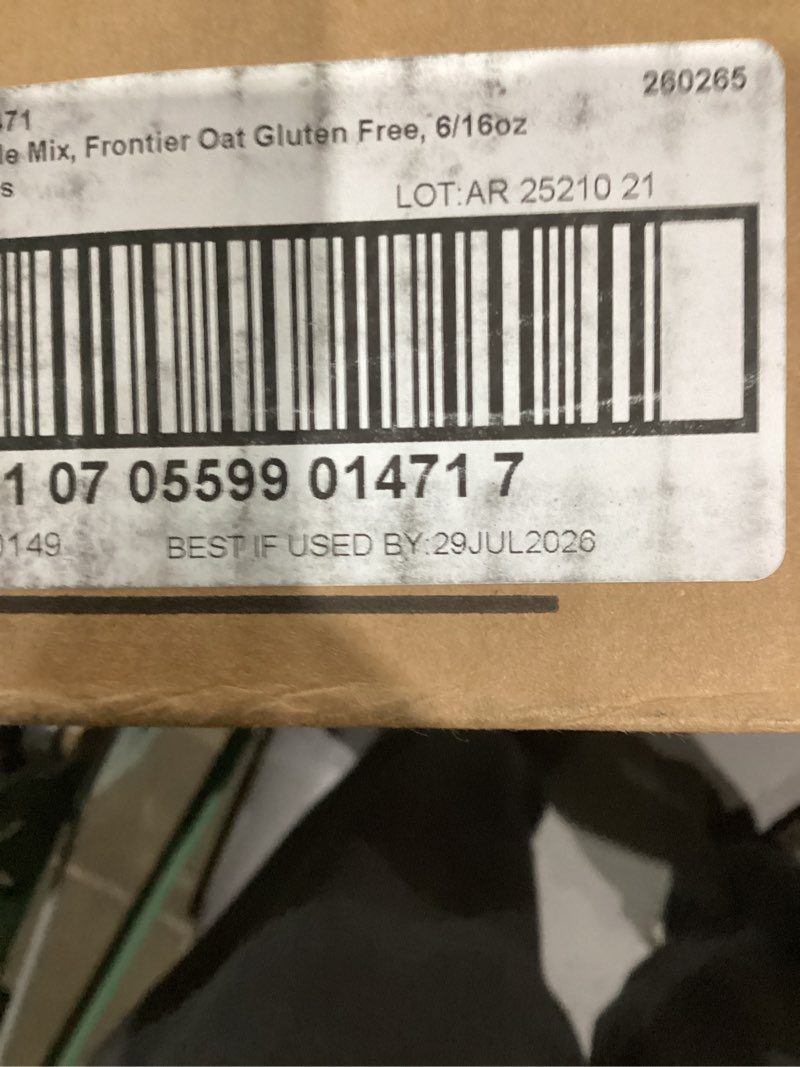 260265
471
le Mix, Frontier Oat Gluten Free, 6/16oz
s
LOT:AR 25210 21
1 07 05599 01471 7
0149
BEST IF USED BY:29JUL2026